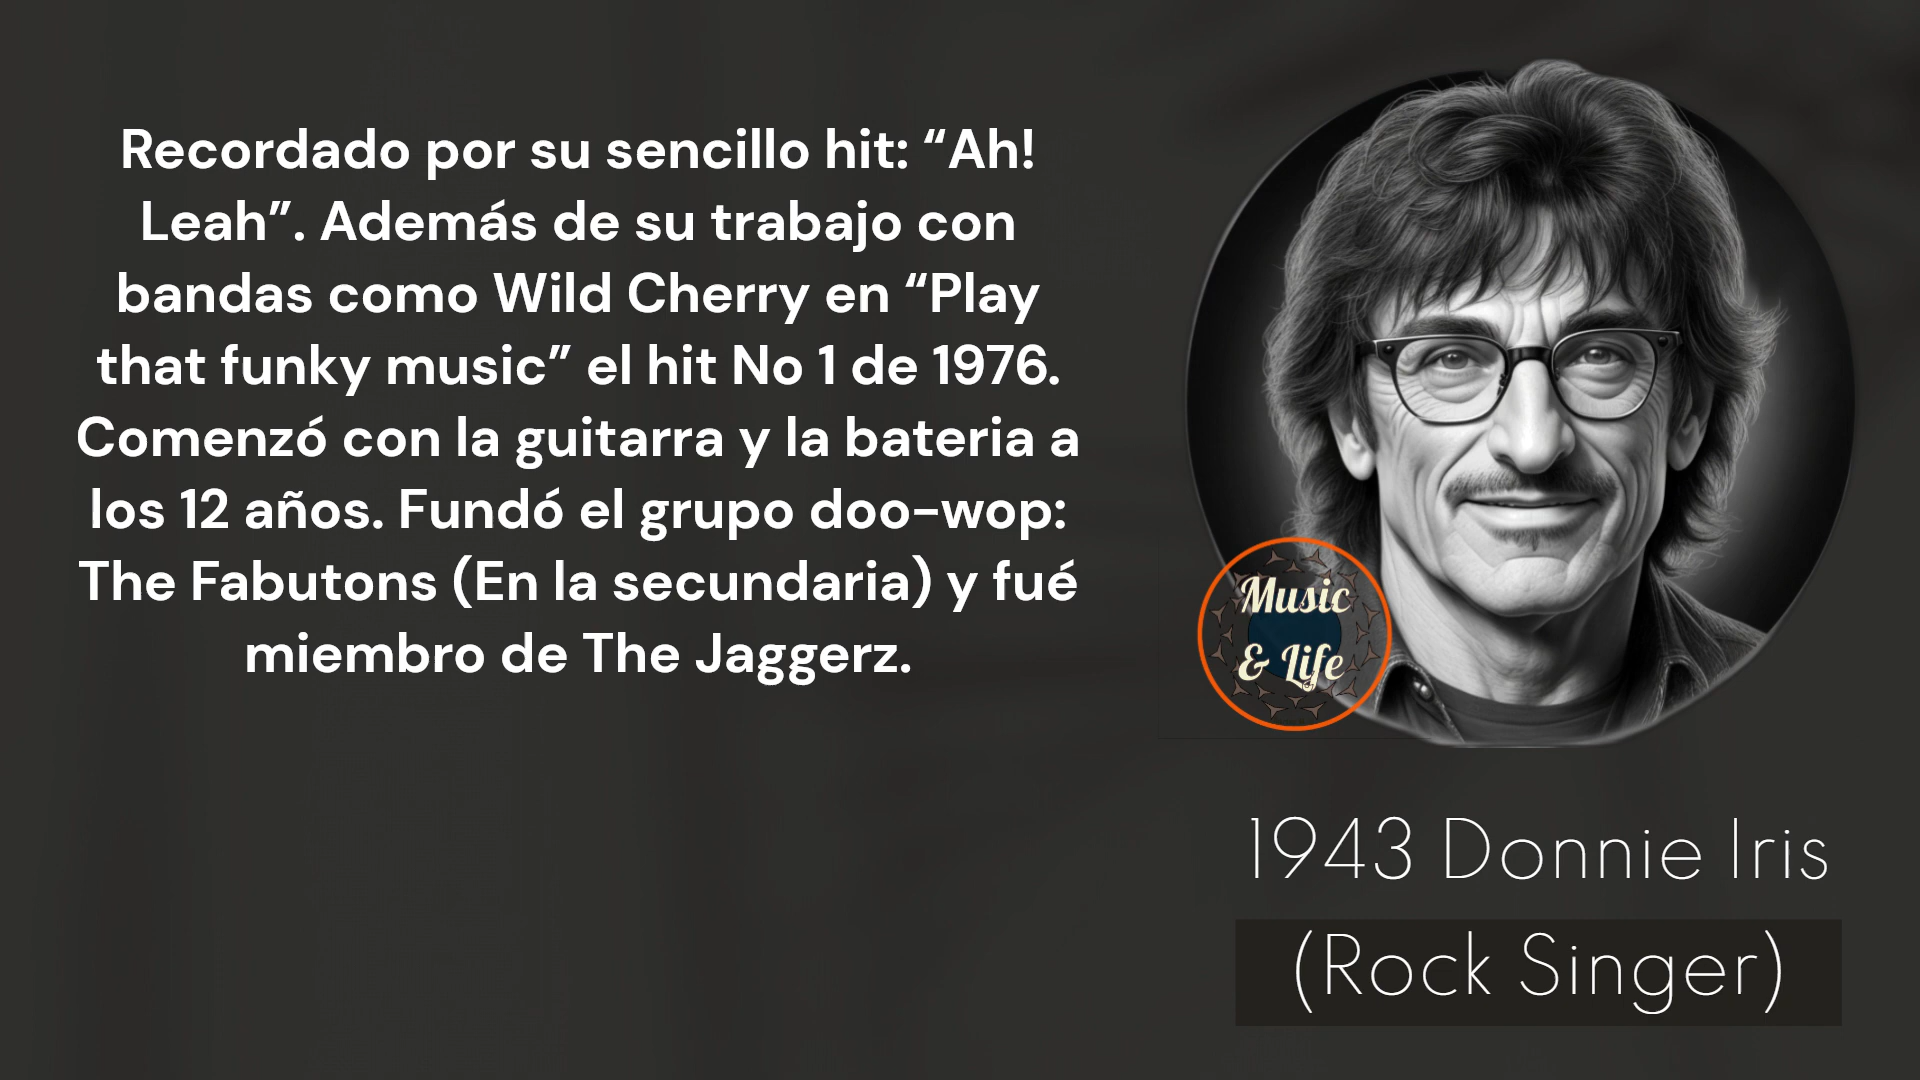 Recordado por su sencillo hit: “Ah!
Leah”. Además de su trabajo con
bandas como Wild Cherry en “Play
that funky music” el hit No 1 de 1976.
Comenzó con la guitarra y la bateria a
los 12 años. Fundó el grupo doo-wop:
The Fabutons (En la secundaria) y fué
miembro de The Jaggerz.
Music
& Life
1943 Donnie Iris
(Rock Singer)